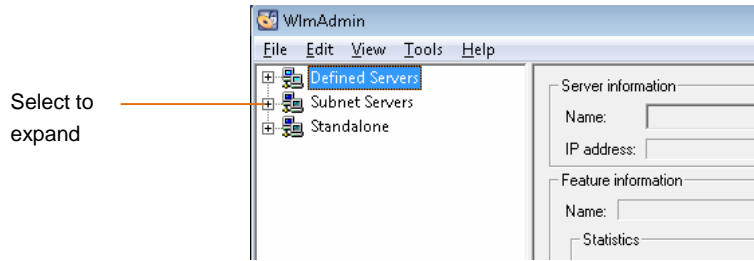 WlmAdmin
File Edit View Tools Help
Defined Servers
Subnet Servers
Standalone
Select to
expand
Server information
Name:
IP address:
Feature information
Name:
Statistics